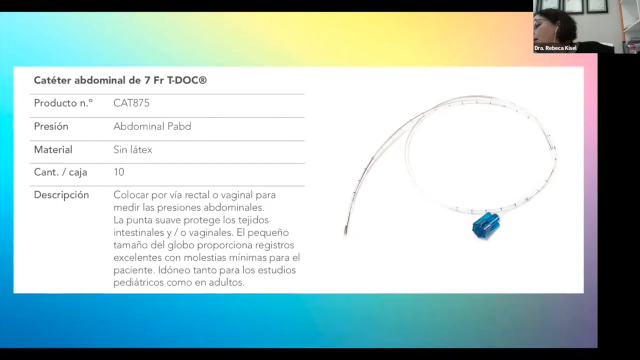 Catéter abdominal de 7 Fr T-DOC®
Producto n.º CAT875
Presión Abdominal Pabd
Material Sin látex
Cant. / caja 10
Descripción Colocar por vía rectal o vaginal para
medir las presiones abdominales.
La punta suave protege los tejidos
intestinales y / o vaginales. El pequeño
tamaño del globo proporciona registros
excelentes con molestias mínimas para el
paciente. Idóneo tanto para los estudios
pediátricos como en adultos.
Dra. Rebeca Kisel